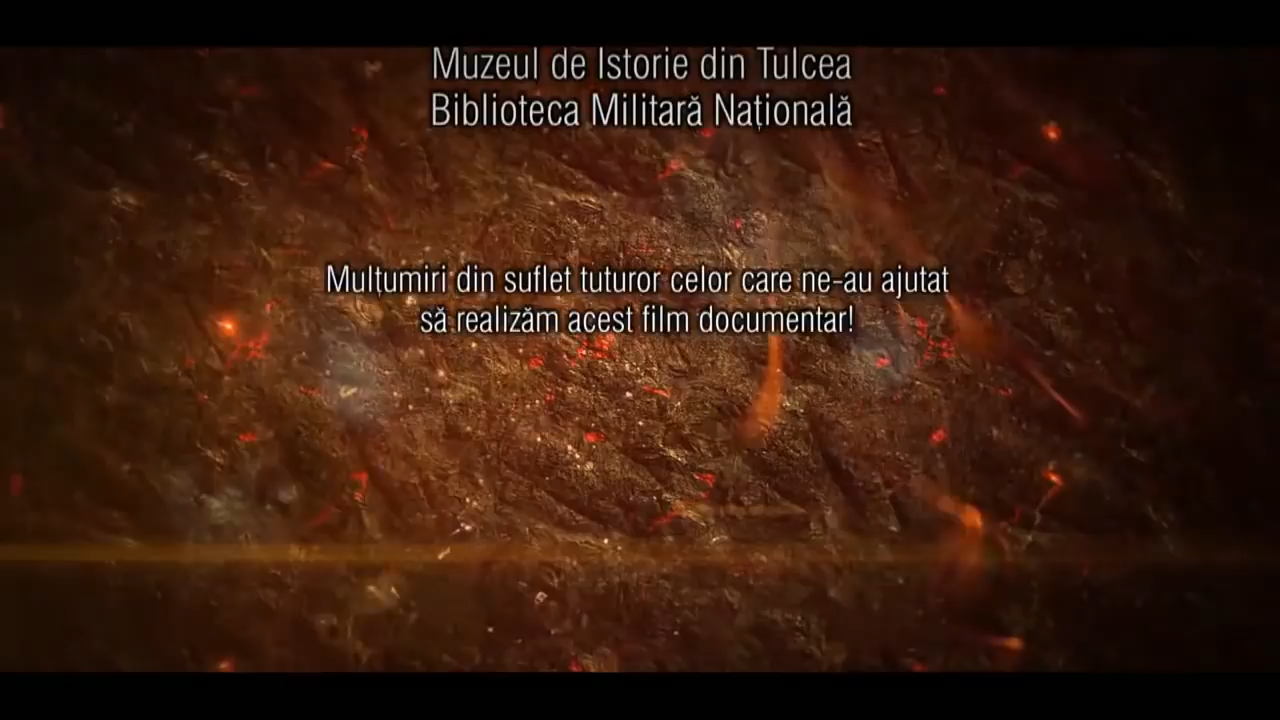 Muzeul de Istorie din Tulcea
Biblioteca Militară Națională
Mulțumiri din suflet tuturor celor care ne-au ajutat
să realizăm acest film documentar!